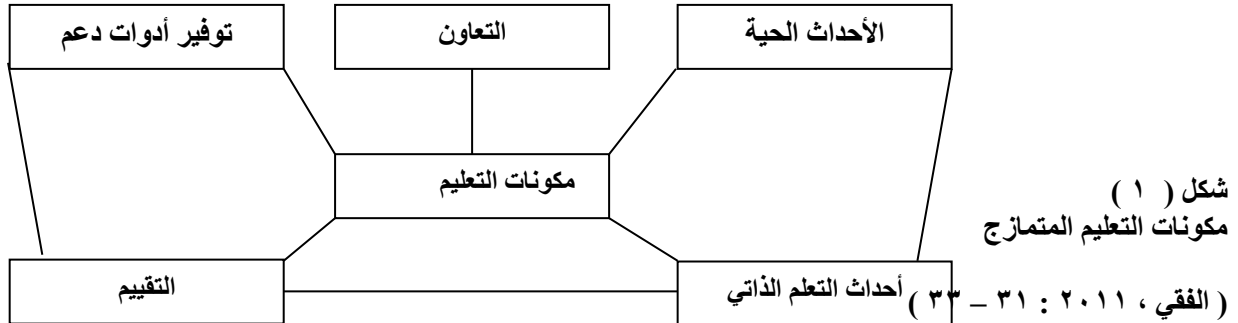 الأحداث الحية
التعاون
توفير أدوات دعم
مكونات التعليم
شكل ( ١ )
مكونات التعليم المتمازج
أحداث التعلم الذاتي
التقييم
( الفقي ، ٢٠١١ : ٣١ – ٣٣ )